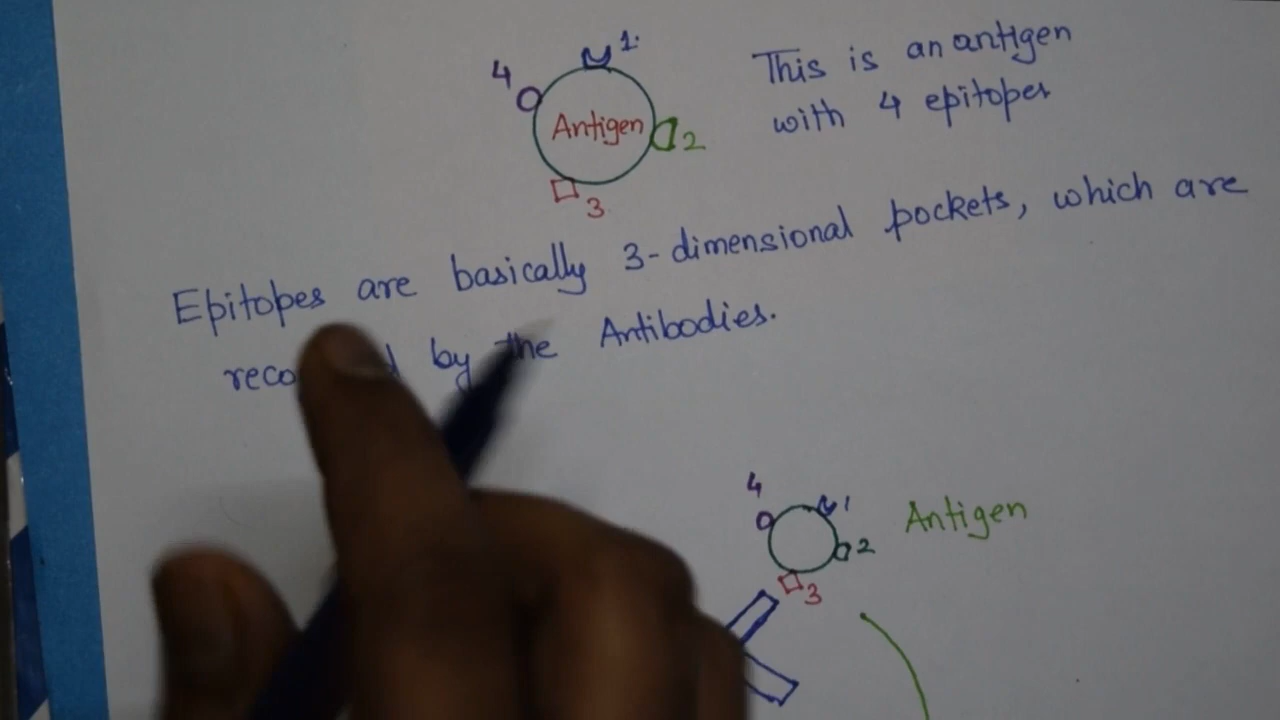 1.
4
This is an antigen
Antigen
with 4 epitopes
2
3
Epitopes are basically 3-dimensional pockets, which are
by the Antibodies.
4
1
Antigen
2
3